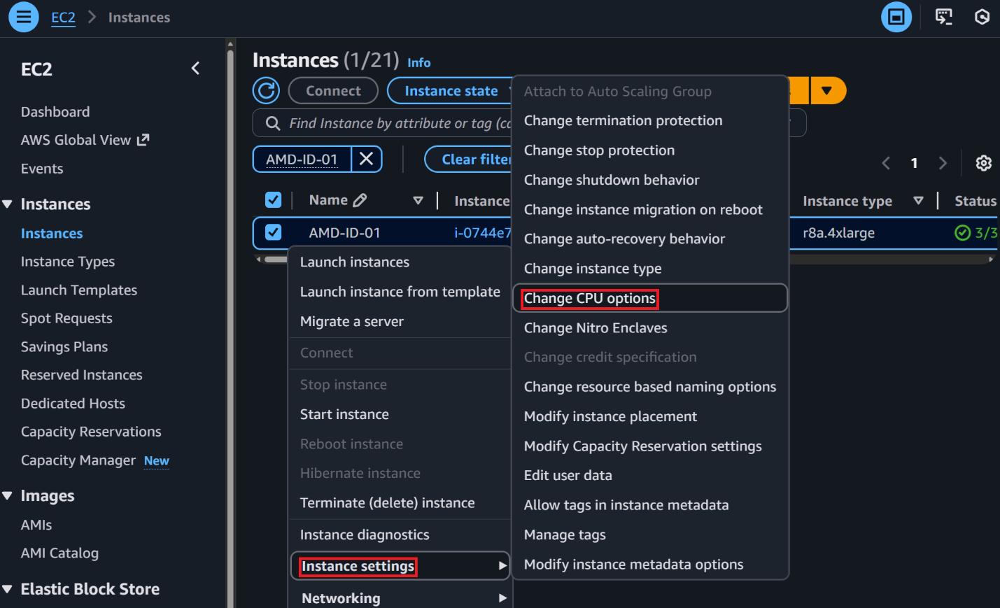 EC2 > Instances
EC2
Dashboard
AWS Global View
Events
Instances
Instances
Instance Types
Launch Templates
Spot Requests
Savings Plans
Reserved Instances
Dedicated Hosts
Capacity Reservations
Capacity Manager New
Images
AMIs
AMI Catalog
Elastic Block Store
Instances (1/21) Info
Connect
Instance state
Find Instance by attribute or tag
AMD-ID-01
Clear
1
Name
Instance
Instance type
Status
AMD-ID-01
i-0744e7
r8a.4xlarge
3/3
Launch instances
Launch instance from template
Migrate a server
Connect
Stop instance
Start instance
Reboot instance
Hibernate instance
Terminate (delete) instance
Instance diagnostics
Instance settings
Networking
Attach to Auto Scaling Group
Change termination protection
Change stop protection
Change shutdown behavior
Change instance migration on reboot
Change auto-recovery behavior
Change instance type
Change CPU options
Change Nitro Enclaves
Change credit specification
Change resource based naming options
Modify instance placement
Modify Capacity Reservation settings
Edit user data
Allow tags in instance metadata
Manage tags
Modify instance metadata options